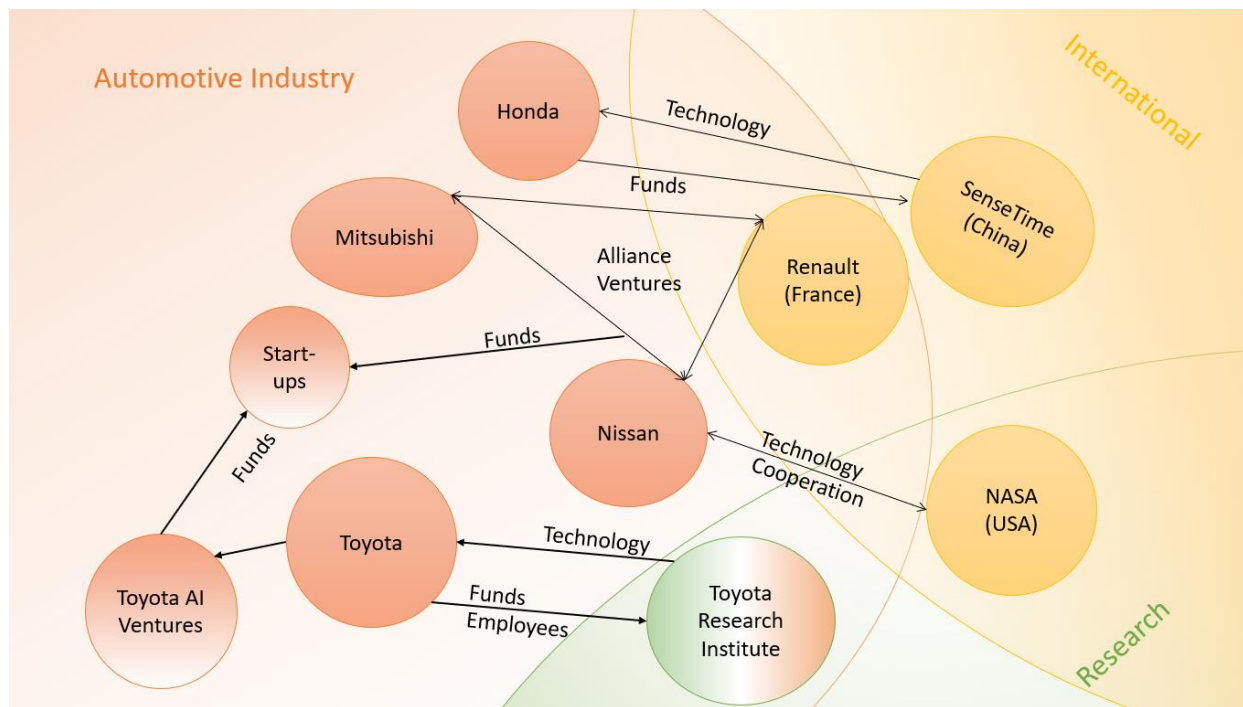 Automotive Industry
International
Honda
Technology
Funds
SenseTime
(China)
Mitsubishi
Alliance
Ventures
Renault
(France)
Start-
ups
Funds
Funds
Nissan
Technology
Cooperation
NASA
(USA)
Toyota
Technology
Funds
Employees
Toyota AI
Ventures
Toyota
Research
Institute
Research